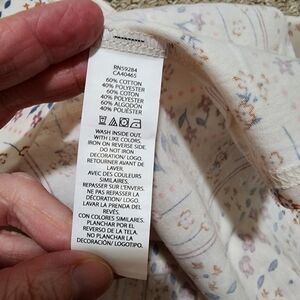 RN59284
CA40465
60% COTTON
40% POLYESTER
60% COTON
40% POLYESTER
60% ALGODÓN
40% POLIÉSTER
WASH INSIDE OUT,
WITH LIKE COLORS,
IRON ON REVERSE SIDE.
DO NOT IRON
DECORATION/ LOGO.
RETOURNER AVANT DE
LAVER,
AVEC DES COULEURS
SIMILAIRES,
REPASSER SUR L'ENVERS.
NE PAS REPASSER LA
DÉCORATION/ LOGO.
LAVAR LA PRENDA DEL
REVÉS.
CON COLORES SIMILARES.
PLANCHAR POR EL
REVERSO DE LA TELA
NO PLANCHAR LA
DECORACIÓN/ LOGOTIPO.